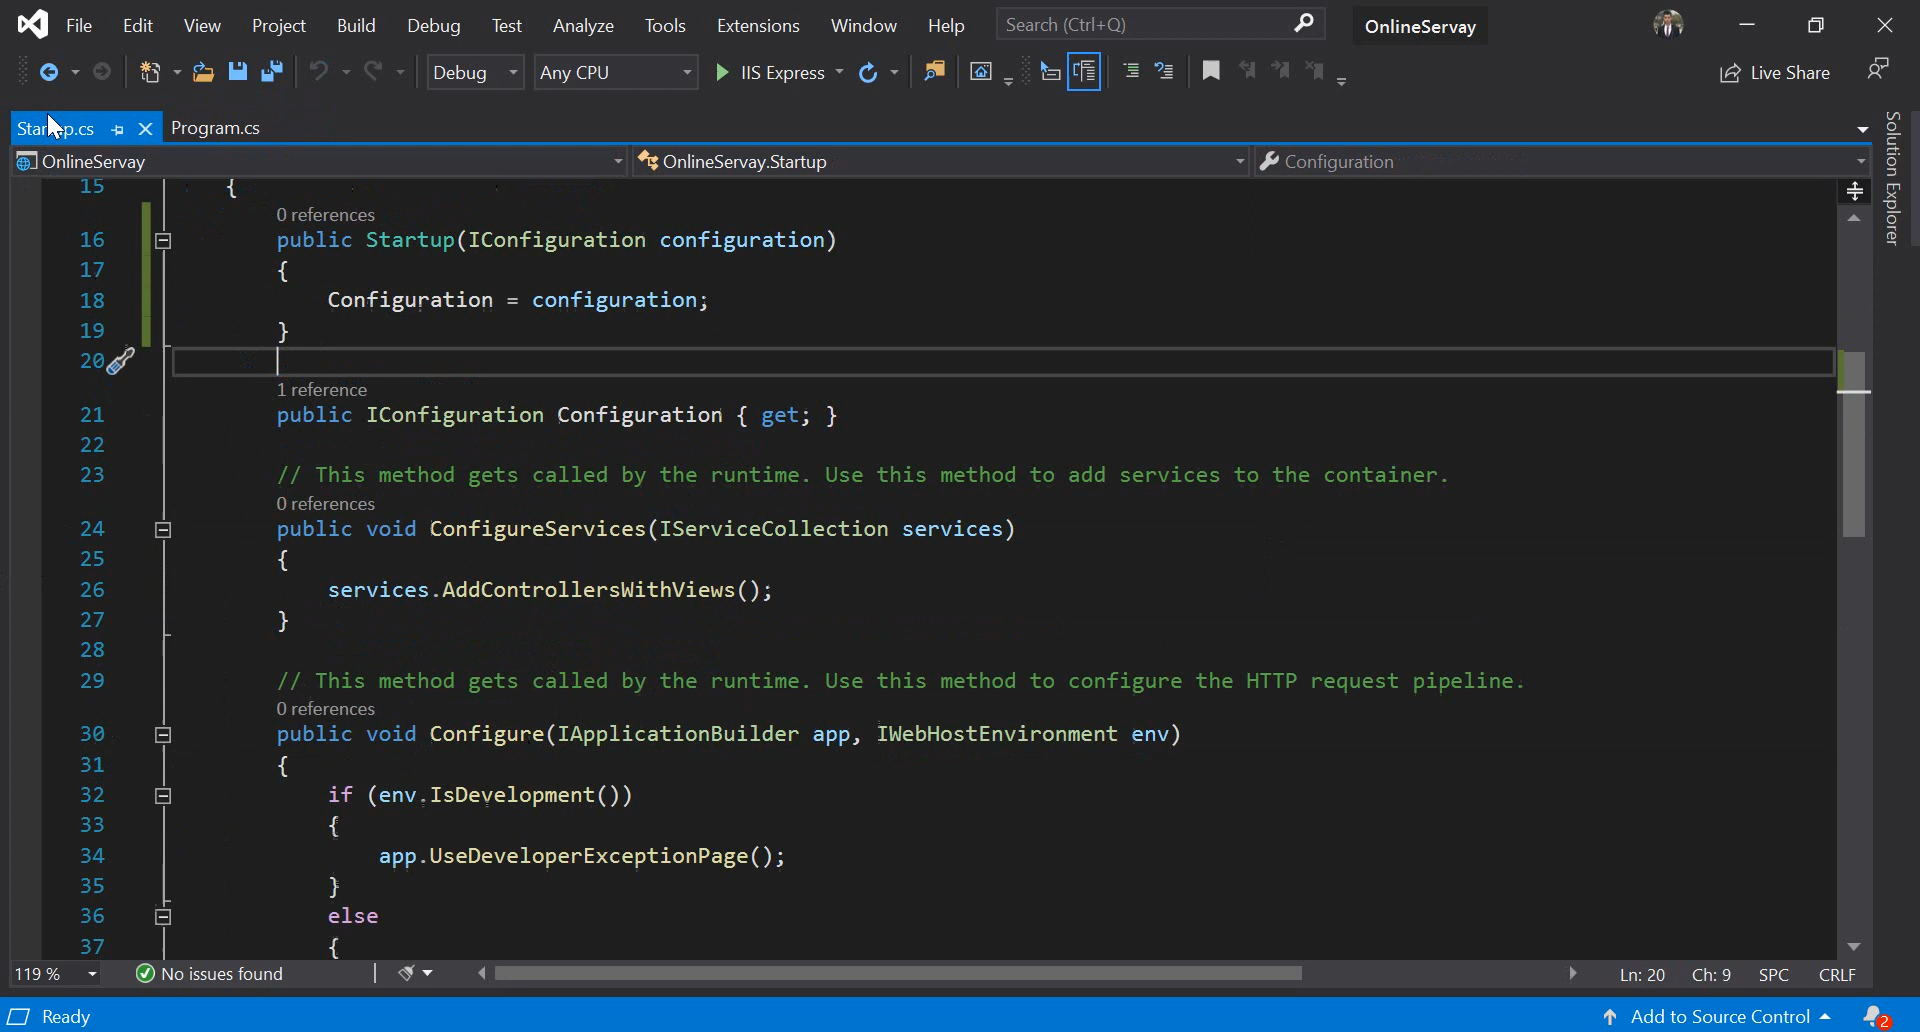 File Edit View Project Build Debug Test Analyze Tools Extensions Window Help Search (Ctrl+Q) OnlineServay
Debug Any CPU IIS Express Live Share
Program.cs
OnlineServay OnlineServay.Startup Configuration
Solution Explorer
15 {
0 references
16 public Startup(IConfiguration configuration)
17 {
18 Configuration = configuration;
19 }
20
1 reference
21 public IConfiguration Configuration { get; }
22
23 // This method gets called by the runtime. Use this method to add services to the container.
0 references
24 public void ConfigureServices(IServiceCollection services)
25 {
26 services.AddControllersWithViews();
27 }
28
29 // This method gets called by the runtime. Use this method to configure the HTTP request pipeline.
0 references
30 public void Configure(IApplicationBuilder app, IWebHostEnvironment env)
31 {
32 if (env.IsDevelopment())
33 {
34 app.UseDeveloperExceptionPage();
35 }
36 else
37 {
119 % No issues found Ln: 20 Ch: 9 SPC CRLF
Ready Add to Source Control 2